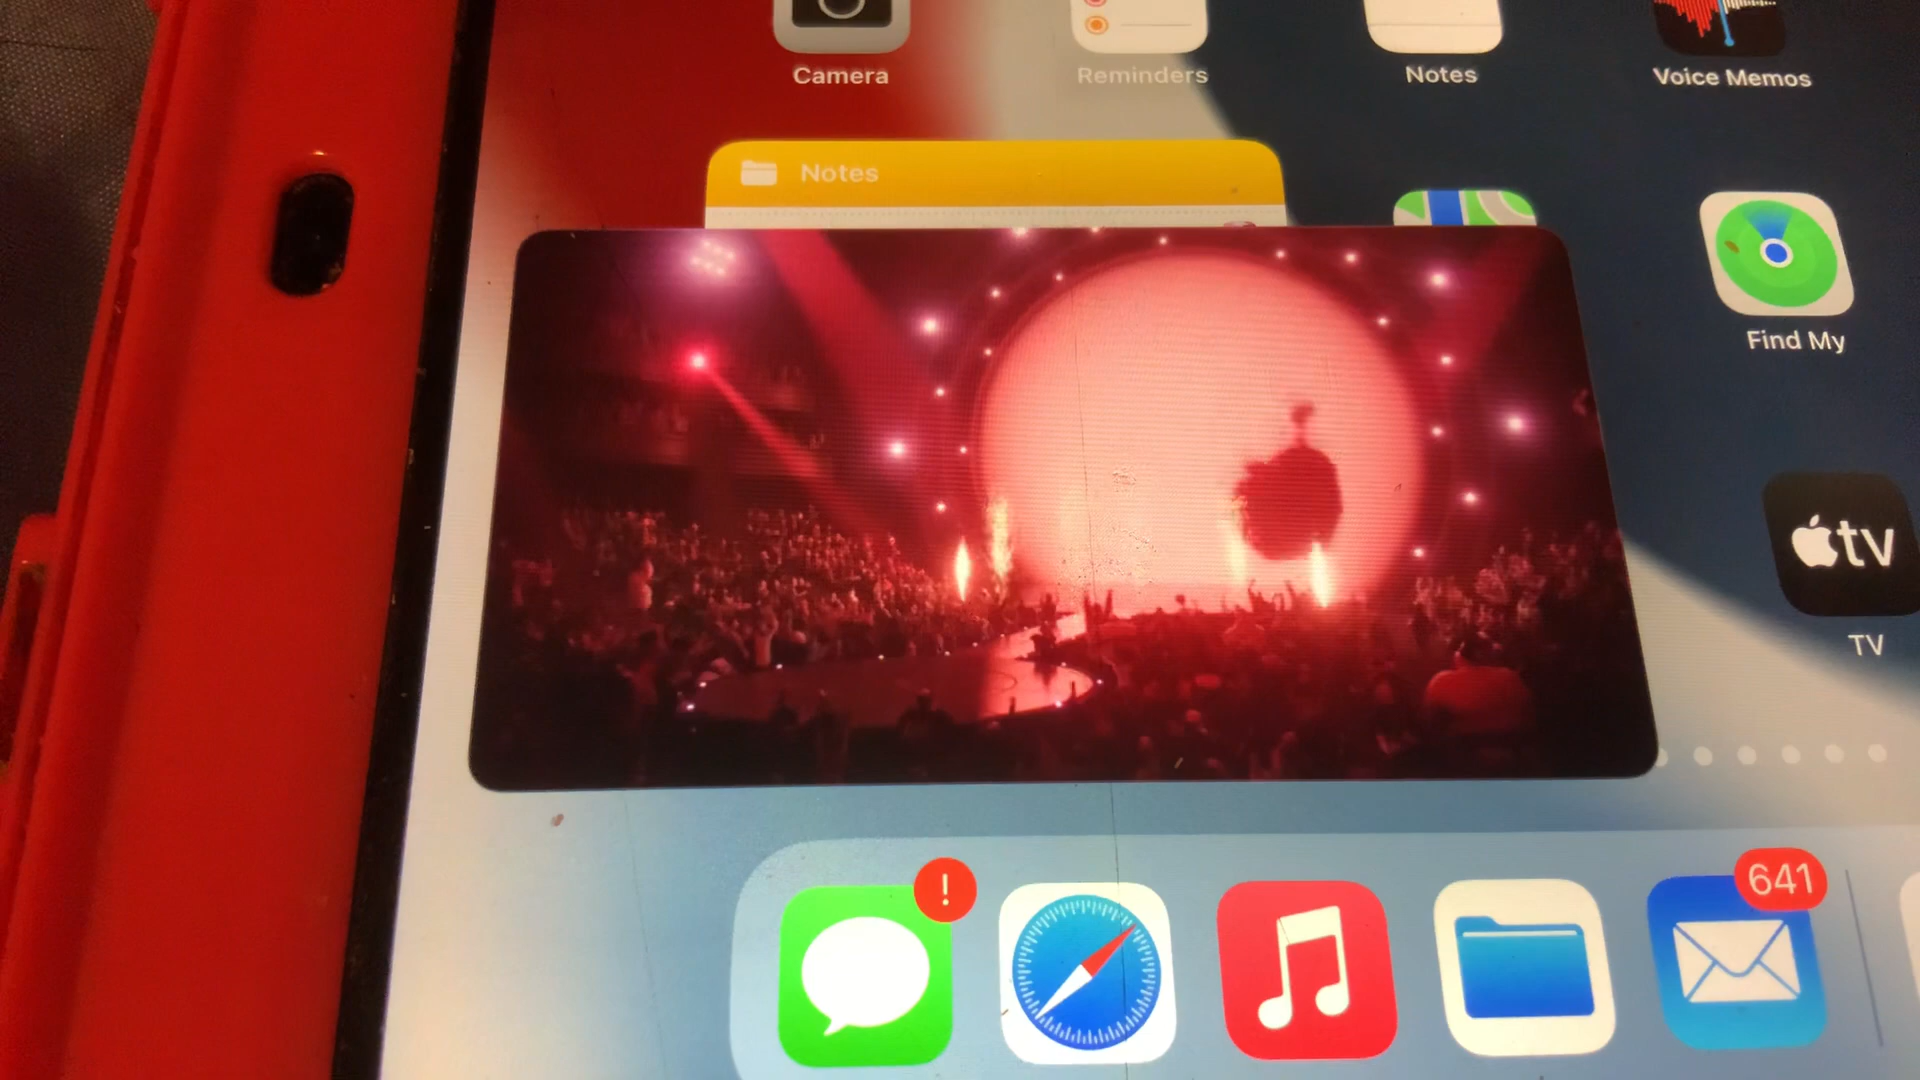 Camera
Reminders
Notes
Voice Memos
Notes
Find My
tv
TV
!
641